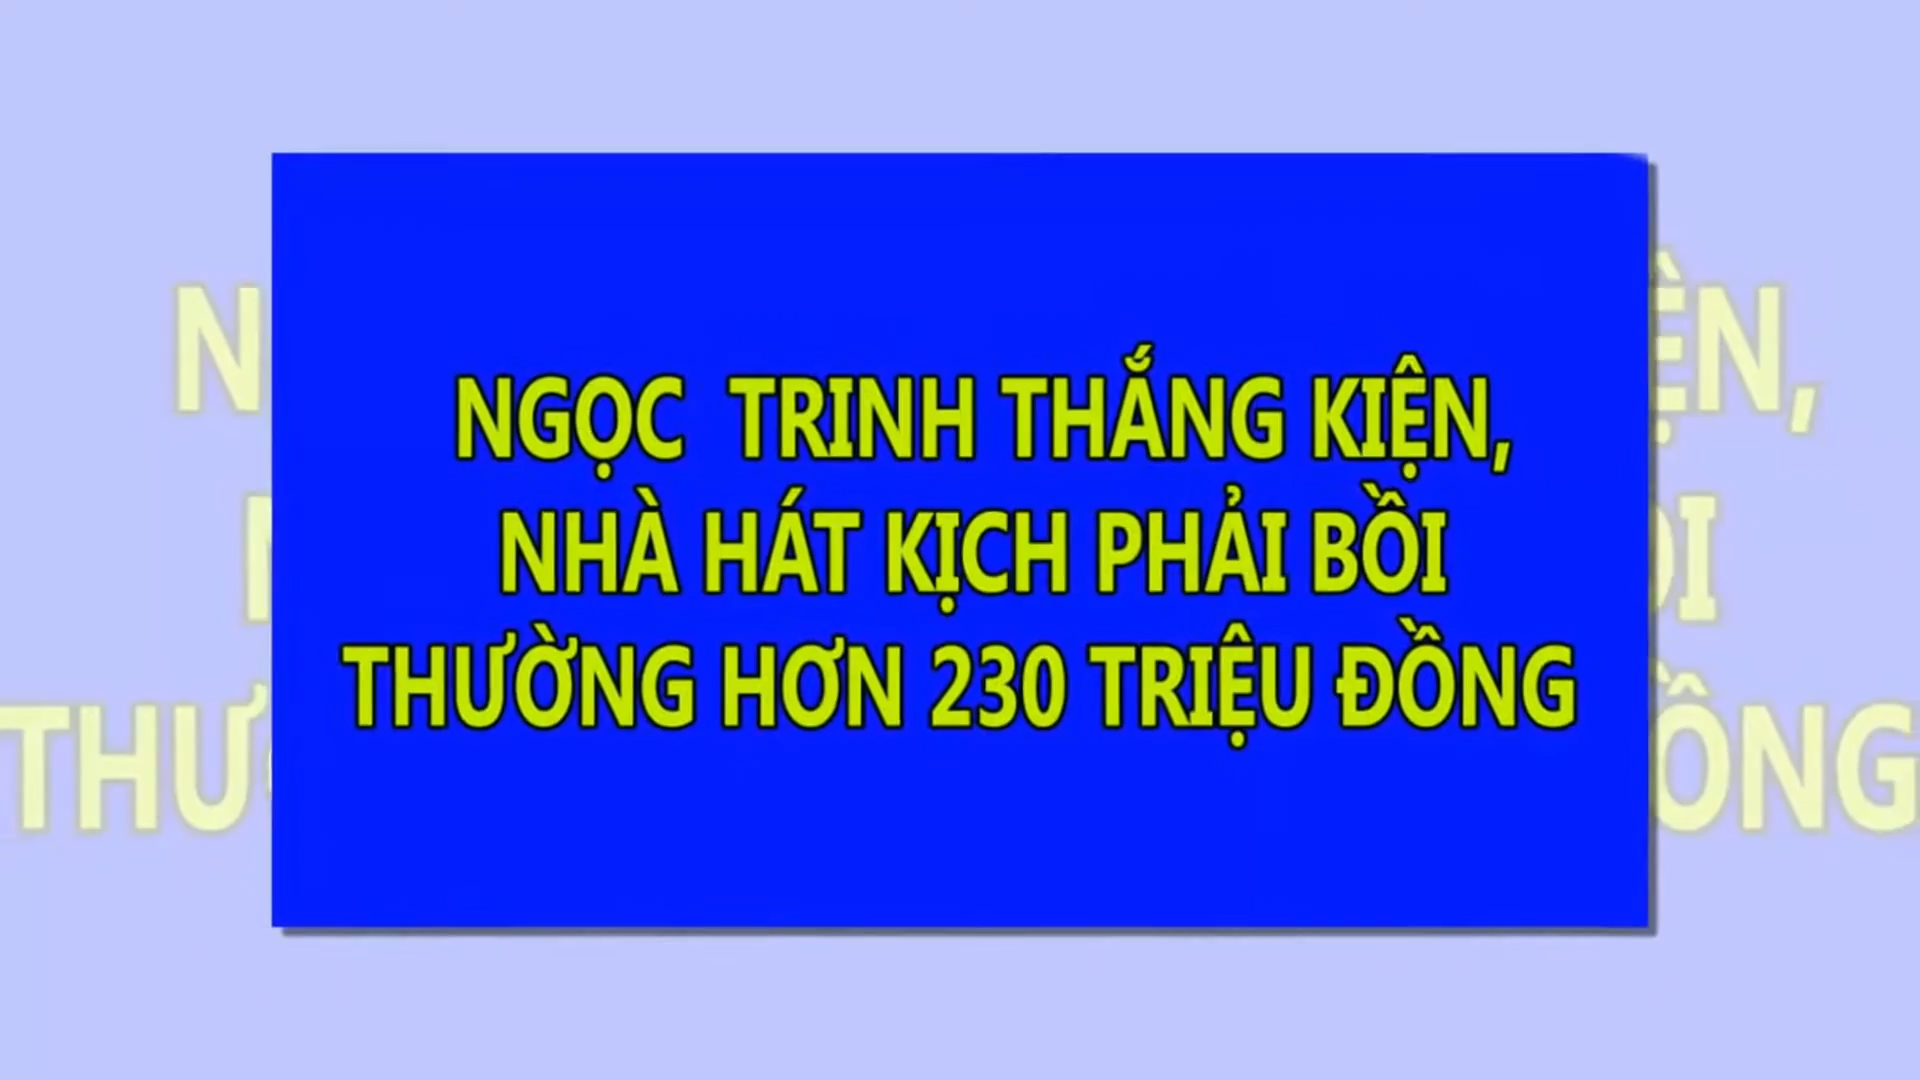 NGỌC TRINH THẮNG KIỆN,
NHÀ HÁT KỊCH PHẢI BỒI
THƯỜNG HƠN 230 TRIỆU ĐỒNG